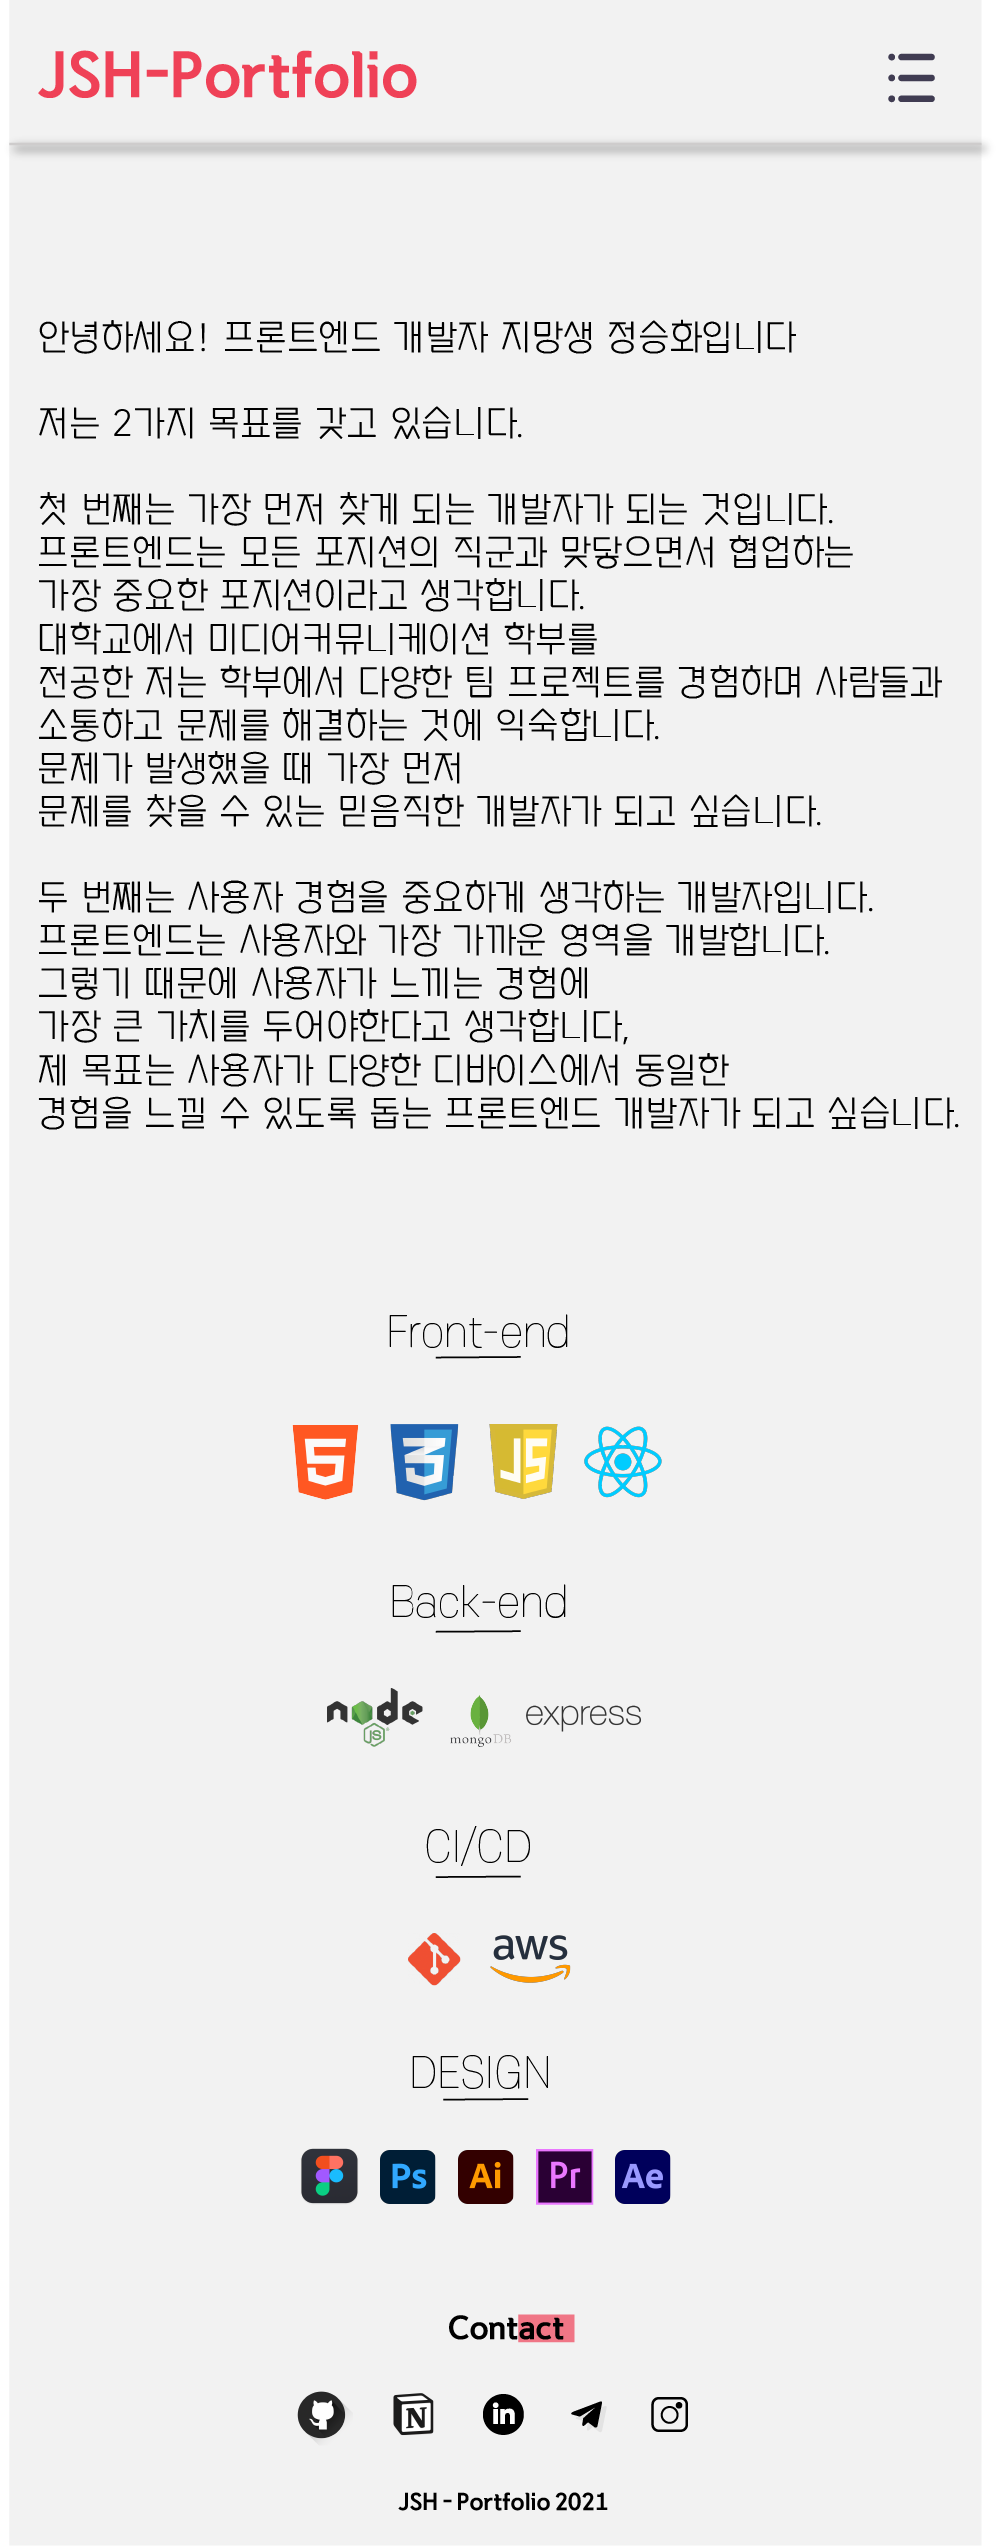 JSH-Portfolio
안녕하세요! 프론트엔드 개발자 지망생 정승화입니다
저는 2가지 목표를 갖고 있습니다.
첫 번째는 가장 먼저 찾게 되는 개발자가 되는 것입니다.
프론트엔드는 모든 포지션의 직군과 맞닿으면서 협업하는
가장 중요한 포지션이라고 생각합니다.
대학교에서 미디어커뮤니케이션 학부를
전공한 저는 학부에서 다양한 팀 프로젝트를 경험하며 사람들과
소통하고 문제를 해결하는 것에 익숙합니다.
문제가 발생했을 때 가장 먼저
문제를 찾을 수 있는 믿음직한 개발자가 되고 싶습니다.
두 번째는 사용자 경험을 중요하게 생각하는 개발자입니다.
프론트엔드는 사용자와 가장 가까운 영역을 개발합니다.
그렇기 때문에 사용자가 느끼는 경험에
가장 큰 가치를 두어야한다고 생각합니다,
제 목표는 사용자가 다양한 디바이스에서 동일한
경험을 느낄 수 있도록 돕는 프론트엔드 개발자가 되고 싶습니다.
Front-end
5 3 JS
Back-end
node JS mongoDB express
CI/CD
aws
DESIGN
Ps Ai Pr Ae
Contact
N in
JSH - Portfolio 2021